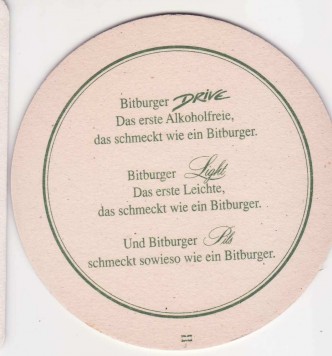 Bitburger DRIVE
Das erste Alkoholfreie,
das schmeckt wie ein Bitburger.
Bitburger Light
Das erste Leichte,
das schmeckt wie ein Bitburger.
Und Bitburger Pils
schmeckt sowieso wie ein Bitburger.